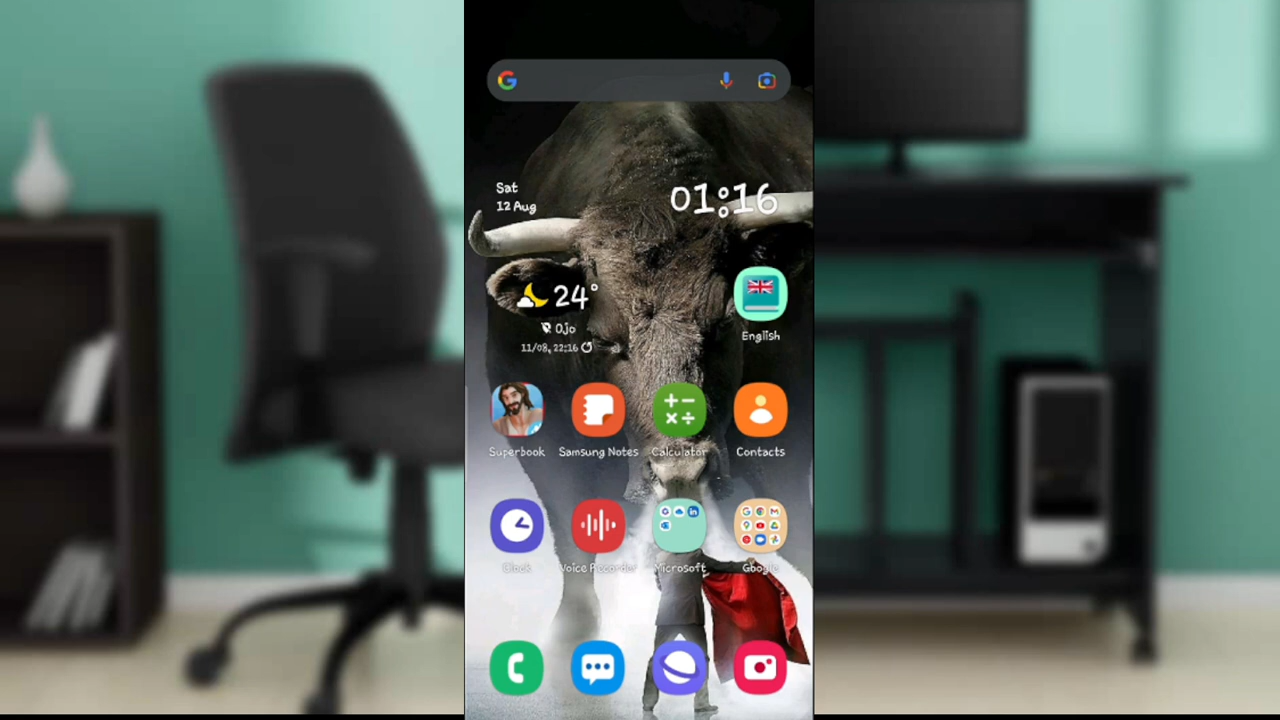 Sat
12 Aug
01:16
24°
Ojo
11/08, 22:16
English
Superbook
Samsung Notes
Calculator
Contacts
Clock
Voice Recorder
Microsoft
Google